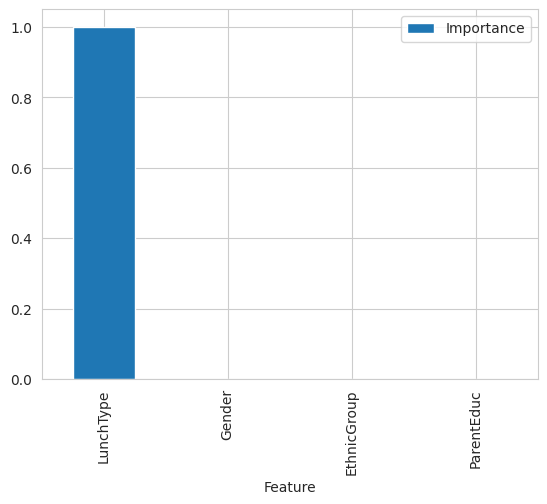 Importance
1.0
0.8
0.6
0.4
0.2
0.0
LunchType
Gender
EthnicGroup
ParentEduc
Feature